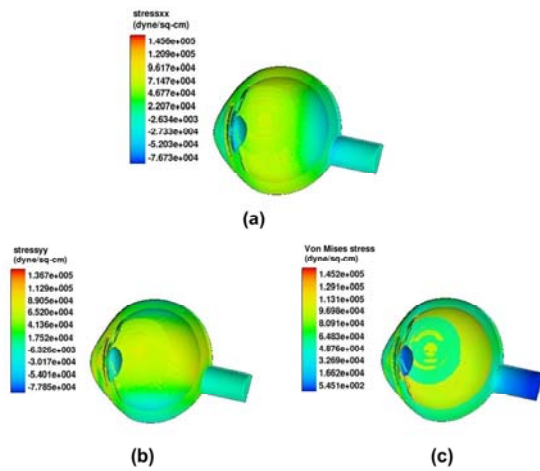 stressxx
(dyne/sq-cm)
1.456e+005
1.209e+005
9.617e+004
7.147e+004
4.677e+004
2.207e+004
-2.634e+003
-2.733e+004
-5.203e+004
-7.673e+004
(a)
stressyy
(dyne/sq-cm)
1.367e+005
1.129e+005
8.905e+004
6.520e+004
4.136e+004
1.752e+004
-6.326e+003
-3.017e+004
-5.401e+004
-7.785e+004
(b)
Von Mises stress
(dyne/sq-cm)
1.452e+005
1.291e+005
1.131e+005
9.698e+004
8.091e+004
6.483e+004
4.876e+004
3.269e+004
1.662e+004
5.451e+002
(c)